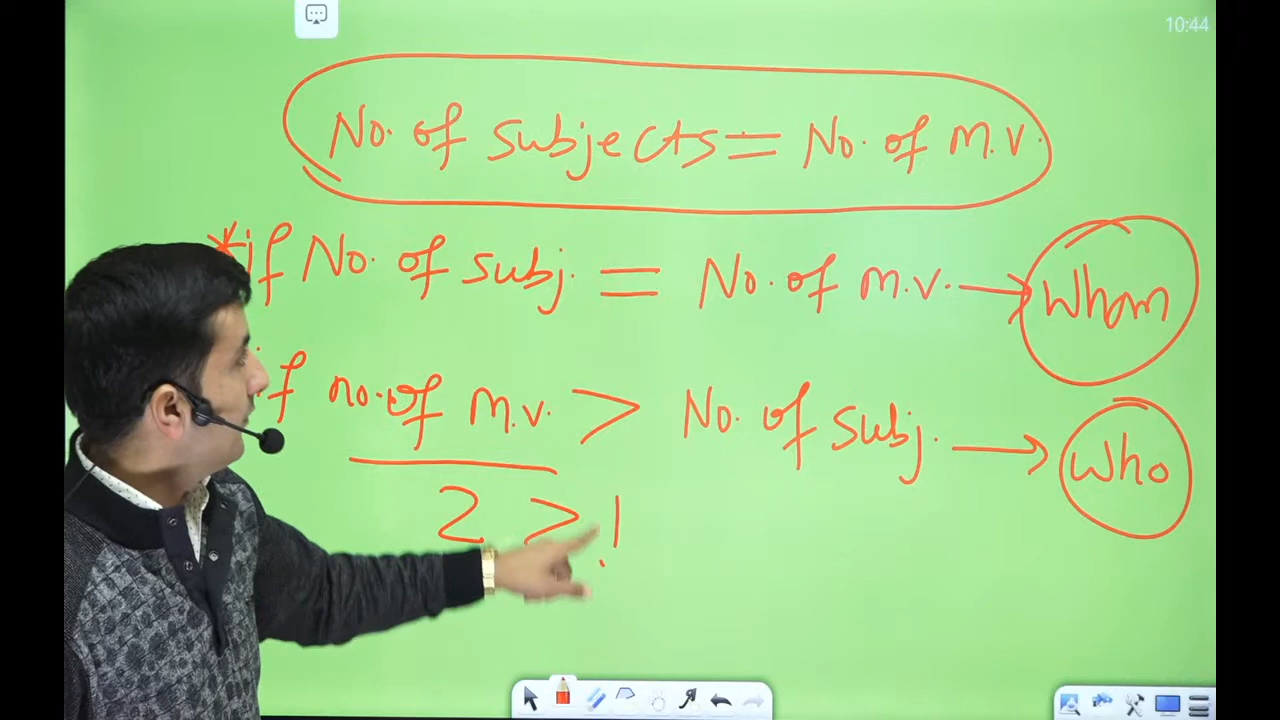 10:44
No. of subjects = No. of M.V.
*if No. of subj. = No. of M.V. → Whom
if no. of M.V. > No. of Subj. → Who
2 > 1